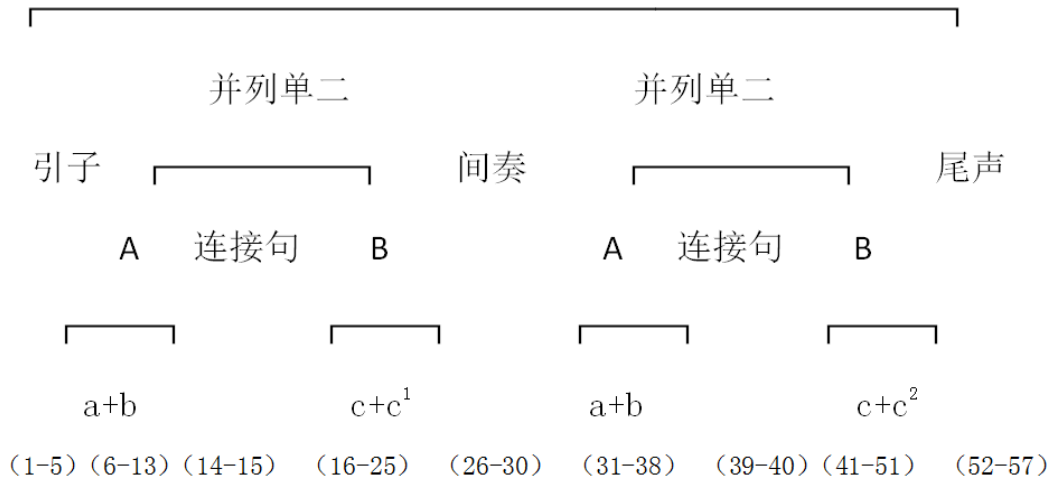 并列单二 并列单二
引子 间奏 尾声
A 连接句 B A 连接句 B
a+b c+c¹ a+b c+c²
（1-5）（6-13）（14-15） （16-25） （26-30） （31-38） （39-40）（41-51） （52-57）